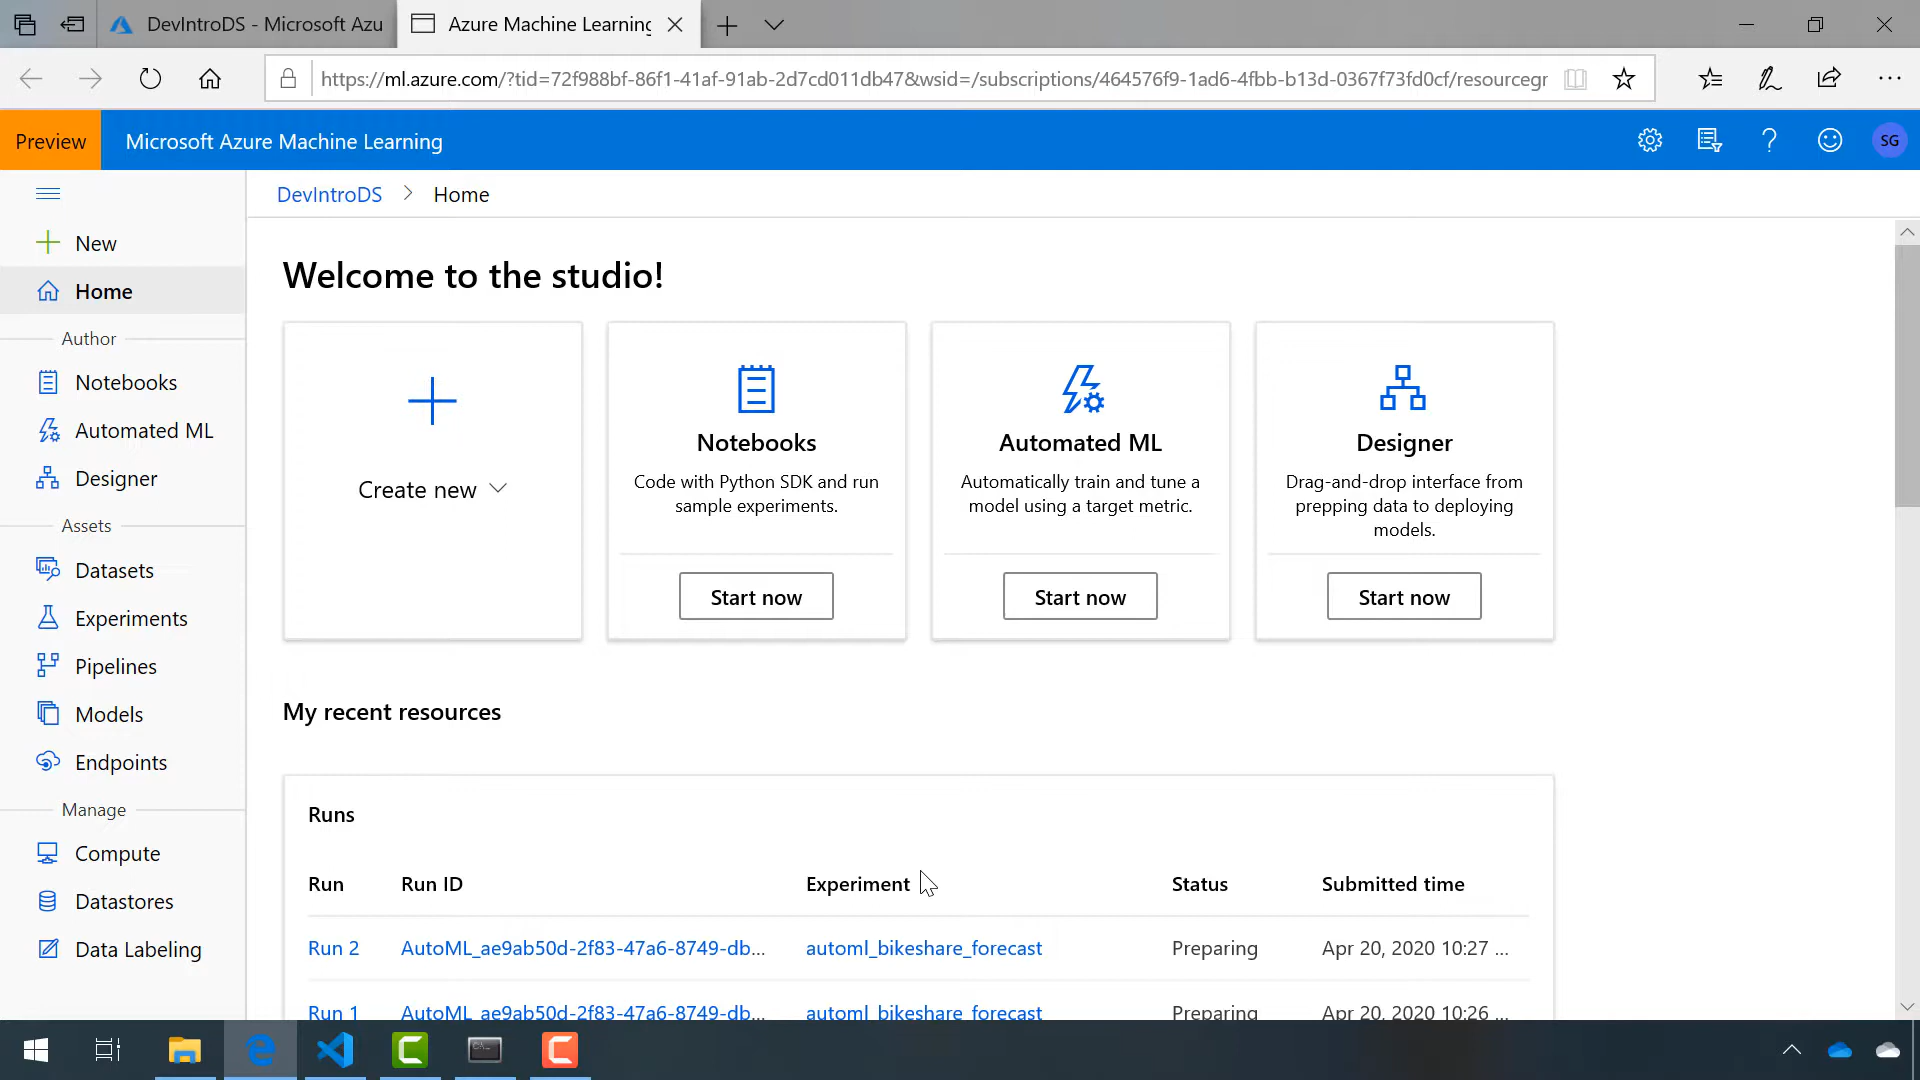 DevIntroDS - Microsoft Azu
Azure Machine Learning
https://ml.azure.com/?tid=72f988bf-86f1-41af-91ab-2d7cd011db47&wsid=/subscriptions/464576f9-1ad6-4fbb-b13d-0367f73fd0cf/resourcegr
Preview
Microsoft Azure Machine Learning
SG
DevIntroDS > Home
New
Home
Author
Notebooks
Automated ML
Designer
Assets
Datasets
Experiments
Pipelines
Models
Endpoints
Manage
Compute
Datastores
Data Labeling
Welcome to the studio!
Create new
Notebooks
Code with Python SDK and run
sample experiments.
Start now
Automated ML
Automatically train and tune a
model using a target metric.
Start now
Designer
Drag-and-drop interface from
prepping data to deploying
models.
Start now
My recent resources
Runs
Run Run ID Experiment Status Submitted time
Run 2 AutoML_ae9ab50d-2f83-47a6-8749-db... automl_bikeshare_forecast Preparing Apr 20, 2020 10:27 ...
Run 1 AutoML_ae9ab50d-2f83-47a6-8749-db... automl_bikeshare_forecast Preparing Apr 20, 2020 10:26 ...